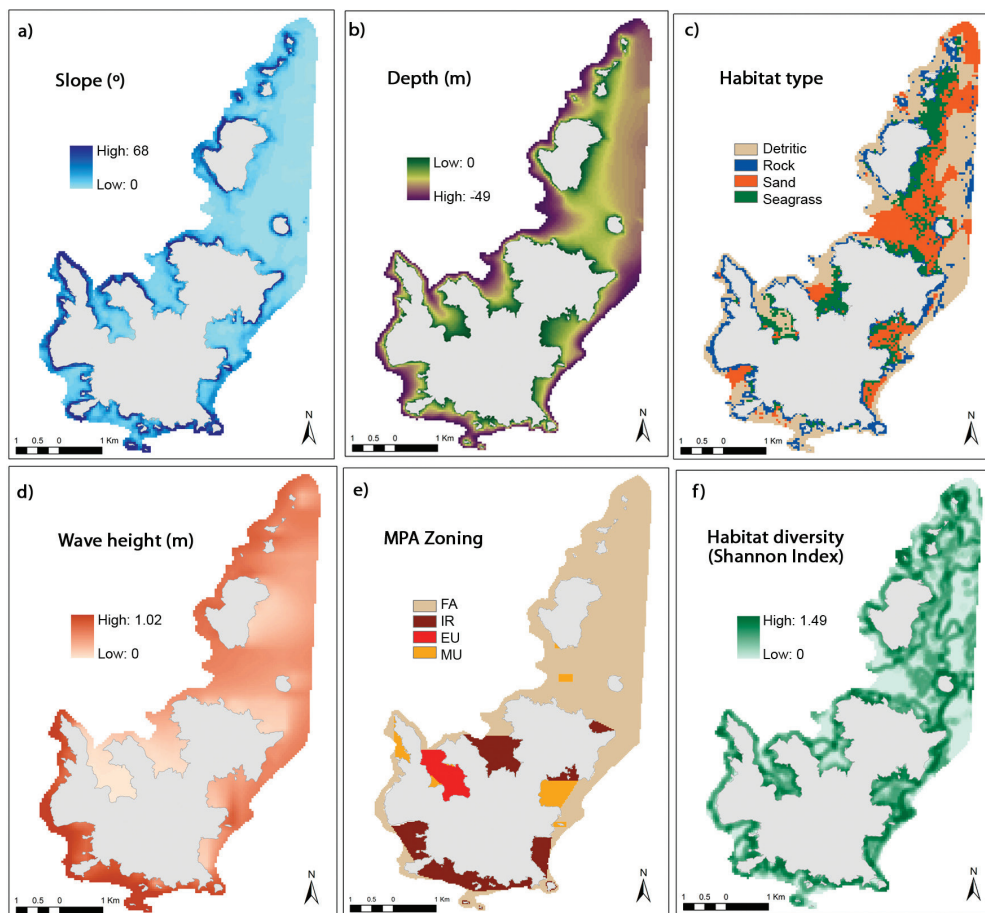 a)
Slope (º)
High: 68
Low: 0
N
1 0.5 0 1 Km
b)
Depth (m)
Low: 0
High: -49
N
1 0.5 0 1 Km
c)
Habitat type
Detritic
Rock
Sand
Seagrass
N
1 0.5 0 1 Km
d)
Wave height (m)
High: 1.02
Low: 0
N
1 0.5 0 1 Km
e)
MPA Zoning
FA
IR
EU
MU
N
1 0.5 0 1 Km
f)
Habitat diversity
(Shannon Index)
High: 1.49
Low: 0
N
1 0.5 0 1 Km